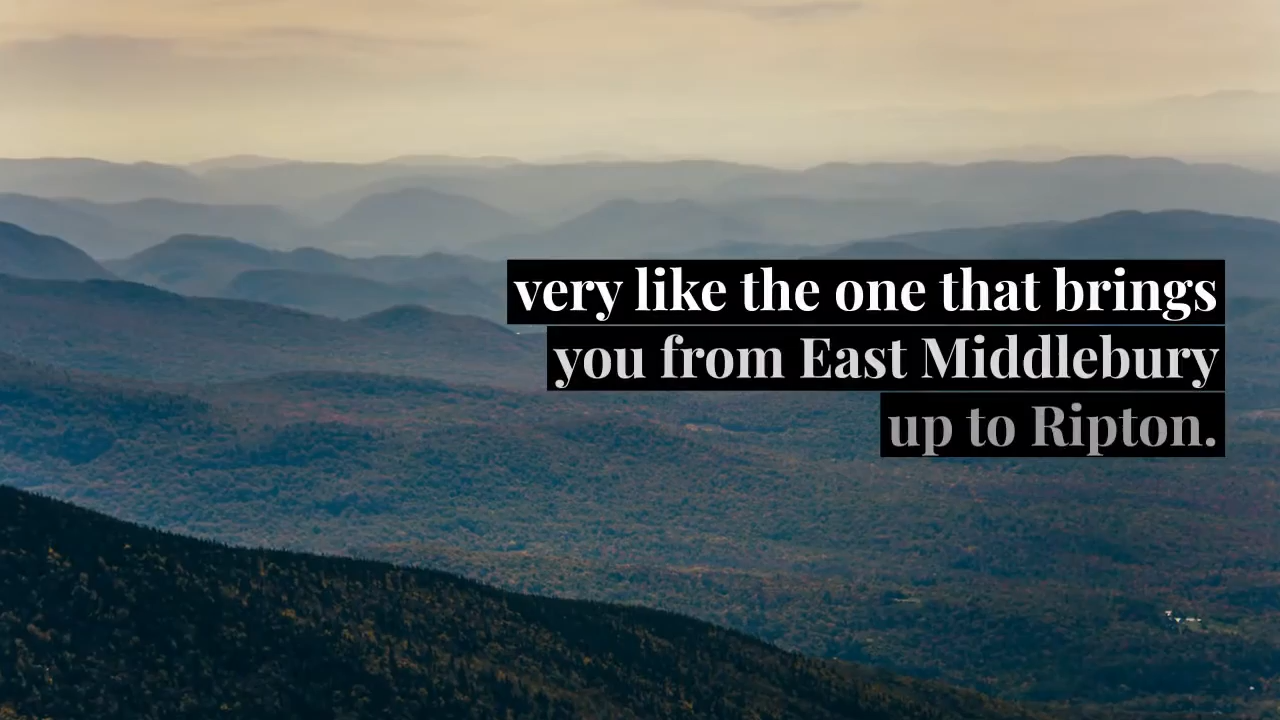 very like the one that brings
you from East Middlebury
up to Ripton.